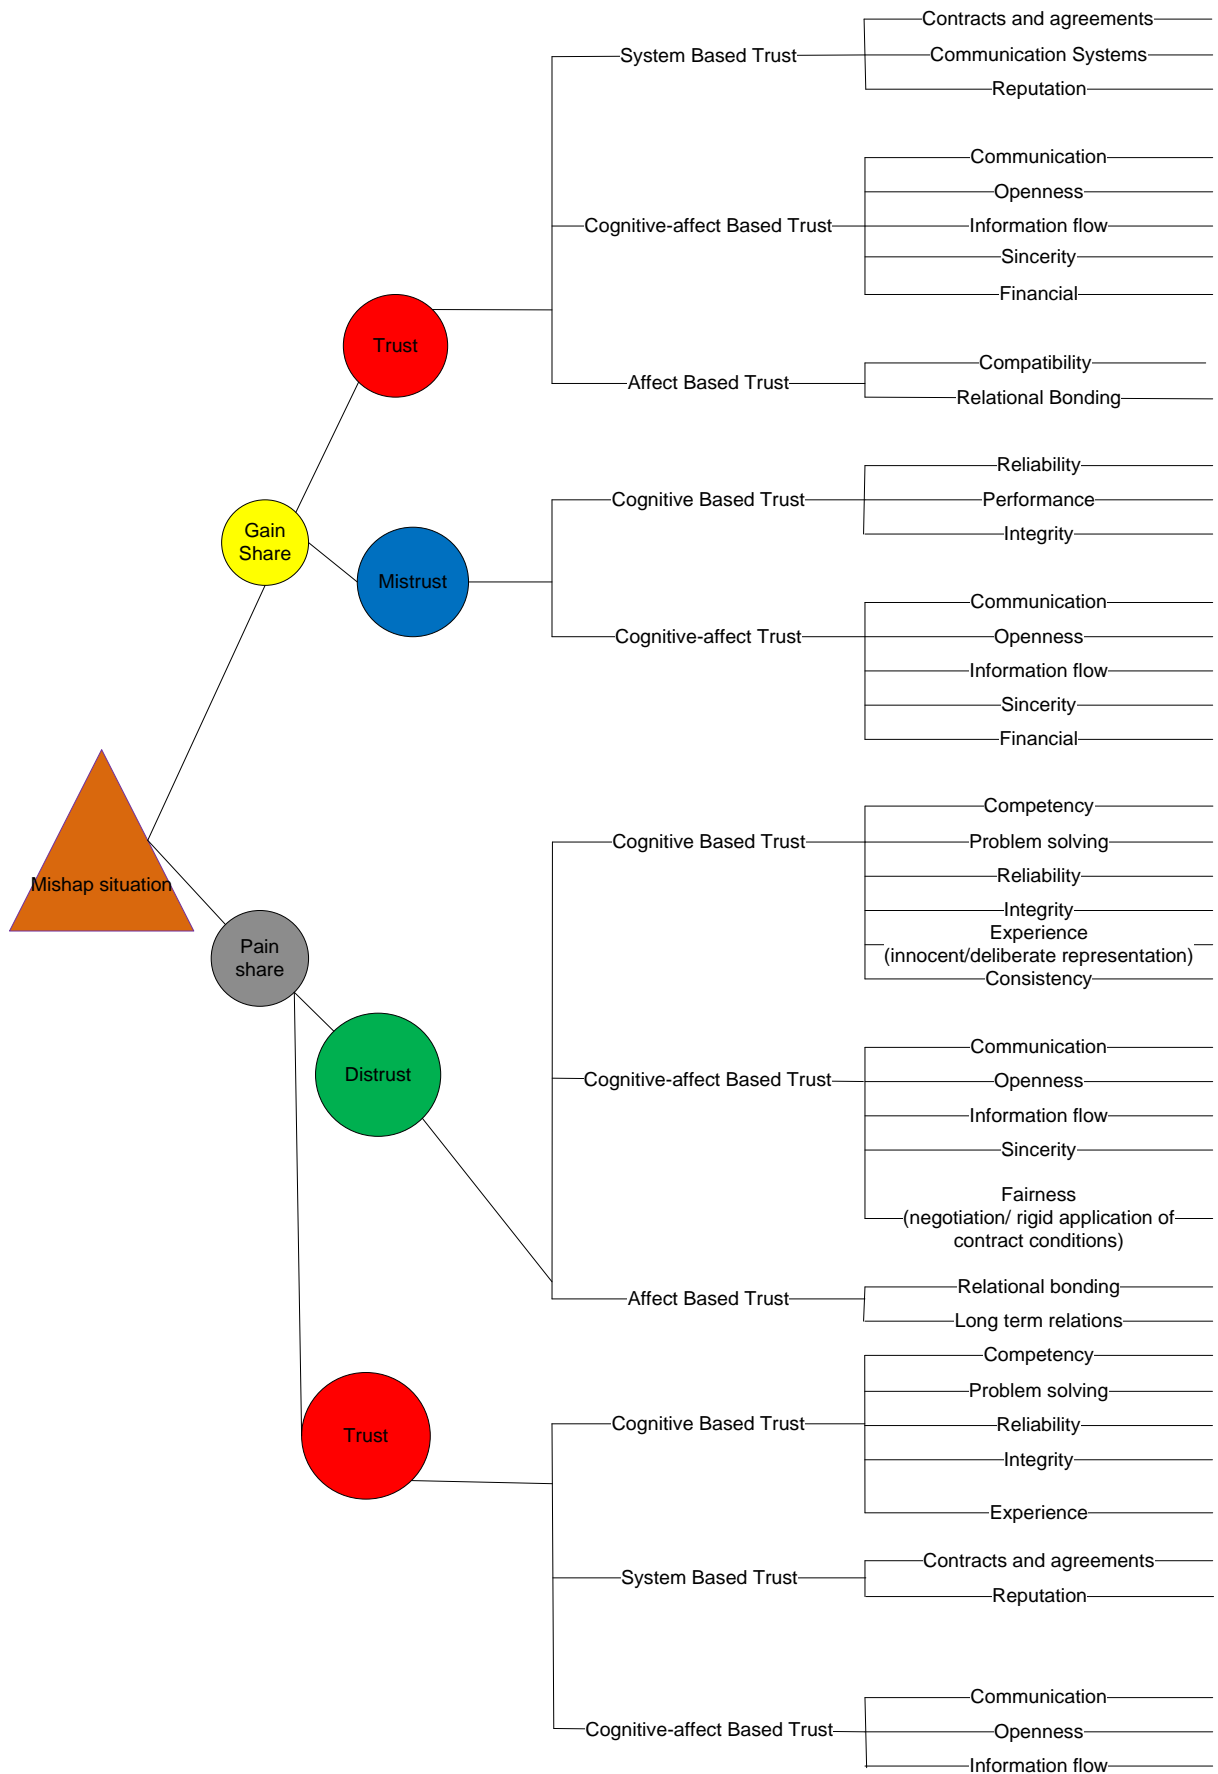 Contracts and agreements
System Based Trust
Communication Systems
Reputation
Communication
Openness
Cognitive-affect Based Trust
Information flow
Sincerity
Financial
Trust
Compatibility
Affect Based Trust
Relational Bonding
Reliability
Cognitive Based Trust
Performance
Integrity
Gain
Share
Mistrust
Communication
Cognitive-affect Trust
Openness
Information flow
Sincerity
Financial
Mishap situation
Competency
Cognitive Based Trust
Problem solving
Reliability
Integrity
Experience
(innocent/deliberate representation)
Consistency
Pain
share
Distrust
Communication
Cognitive-affect Based Trust
Openness
Information flow
Sincerity
Fairness
(negotiation/ rigid application of
contract conditions)
Relational bonding
Affect Based Trust
Long term relations
Competency
Problem solving
Trust
Cognitive Based Trust
Reliability
Integrity
Experience
Contracts and agreements
System Based Trust
Reputation
Communication
Cognitive-affect Based Trust
Openness
Information flow